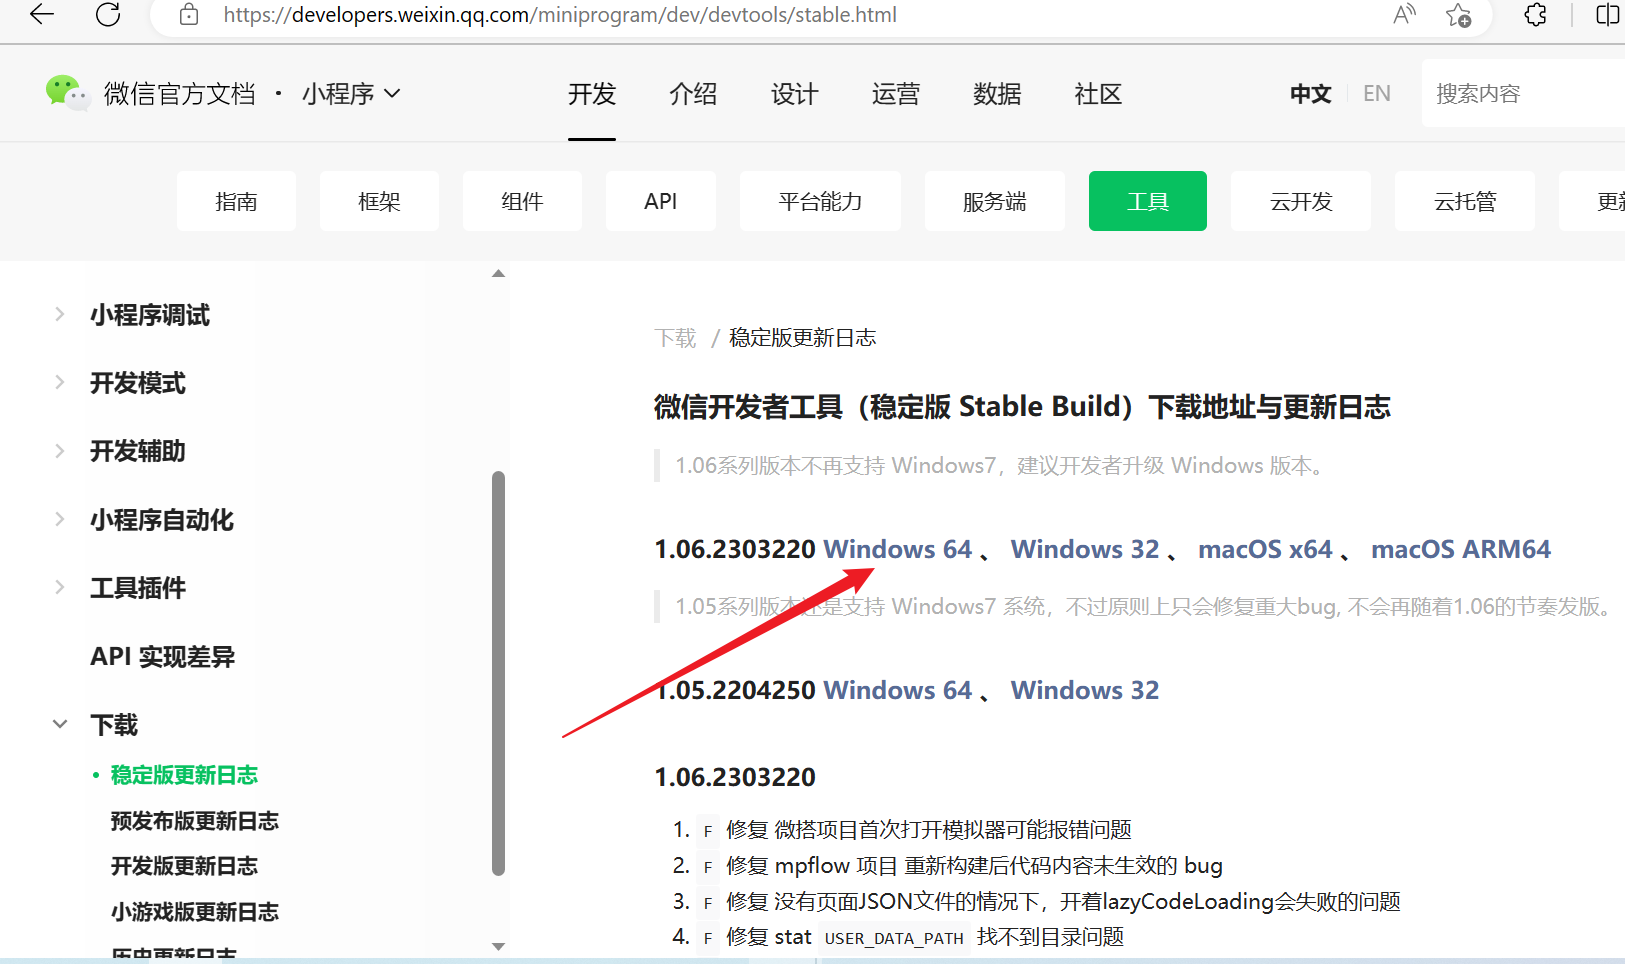 https://developers.weixin.qq.com/miniprogram/dev/devtools/stable.html
微信官方文档 · 小程序
开发 介绍 设计 运营 数据 社区
中文 EN
搜索内容
指南 框架 组件 API 平台能力 服务端 工具 云开发 云托管 更新
小程序调试
开发模式
开发辅助
小程序自动化
工具插件
API 实现差异
下载
稳定版更新日志
预发布版更新日志
开发版更新日志
小游戏版更新日志
历史更新日志
下载 / 稳定版更新日志
微信开发者工具（稳定版 Stable Build）下载地址与更新日志
1.06系列版本不再支持 Windows7，建议开发者升级 Windows 版本。
1.06.2303220 Windows 64 、 Windows 32 、 macOS x64 、 macOS ARM64
1.05系列版本还是支持 Windows7 系统，不过原则上只会修复重大bug, 不会再随着1.06的节奏发版。
1.05.2204250 Windows 64 、 Windows 32
1.06.2303220
1. F 修复 微搭项目首次打开模拟器可能报错问题
2. F 修复 mpflow 项目 重新构建后代码内容未生效的 bug
3. F 修复 没有页面JSON文件的情况下，开着lazyCodeLoading会失败的问题
4. F 修复 stat USER_DATA_PATH 找不到目录问题